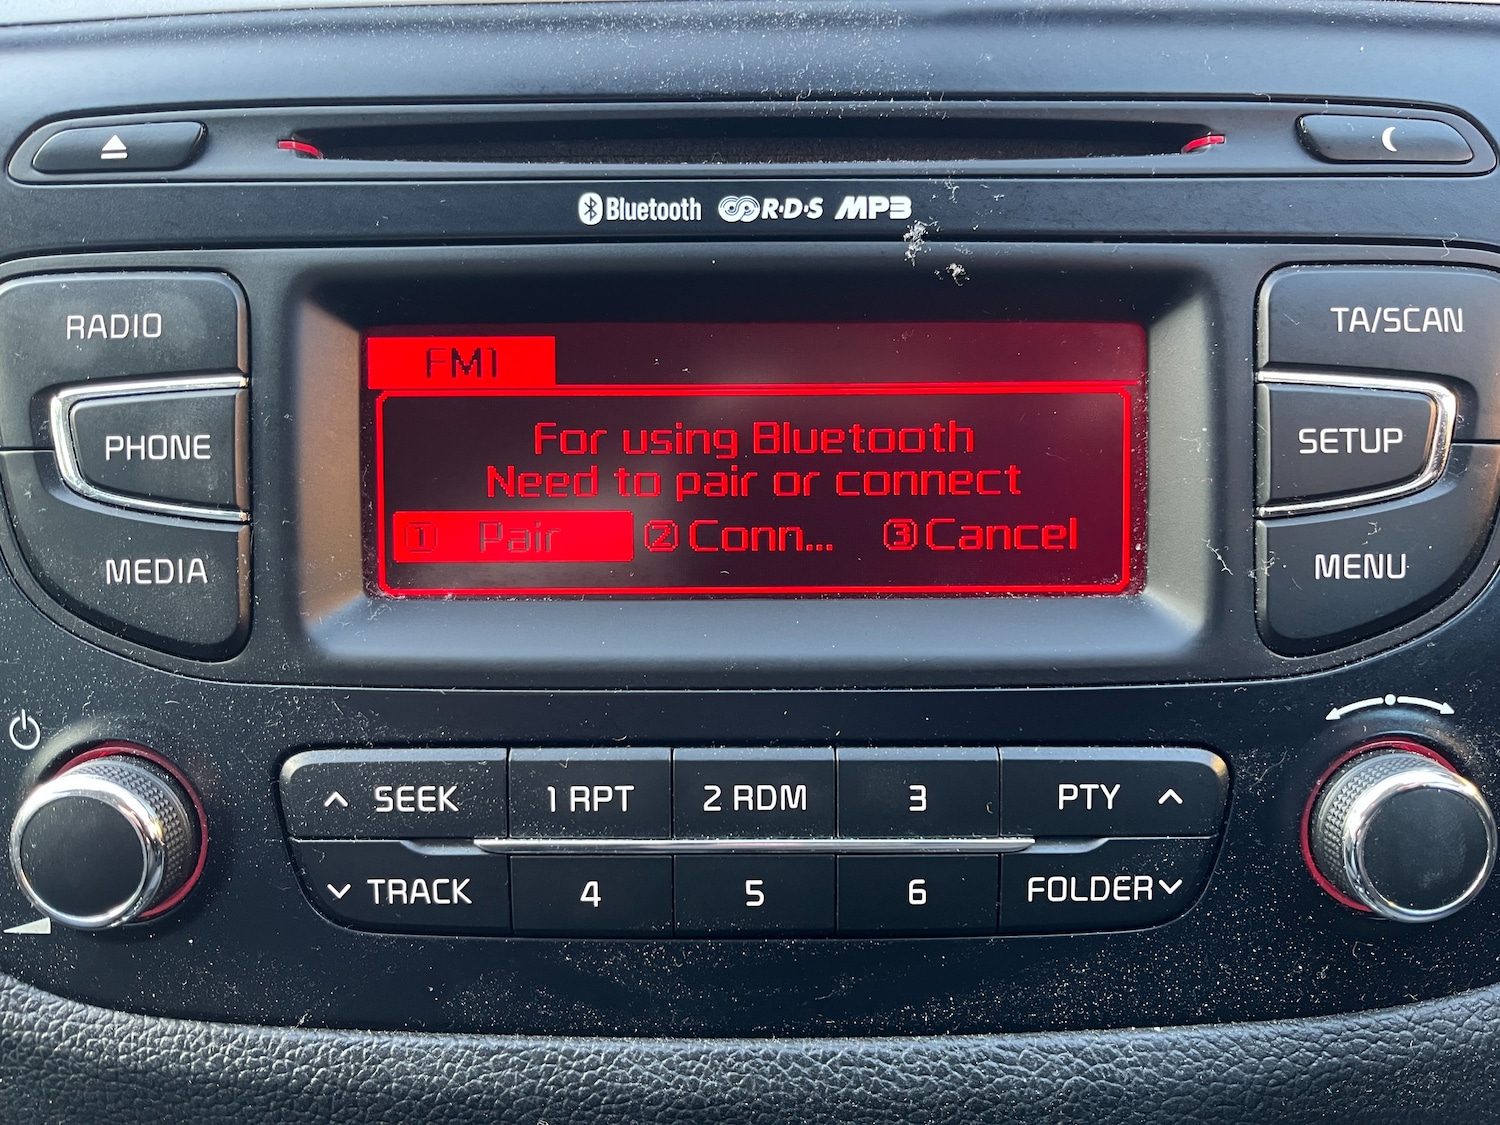 Bluetooth R·D·S MP3
RADIO
PHONE
MEDIA
FM1
For using Bluetooth
Need to pair or connect
1 Pair 2 Conn... 3 Cancel
TA/SCAN
SETUP
MENU
SEEK 1 RPT 2 RDM 3 PTY
TRACK 4 5 6 FOLDER